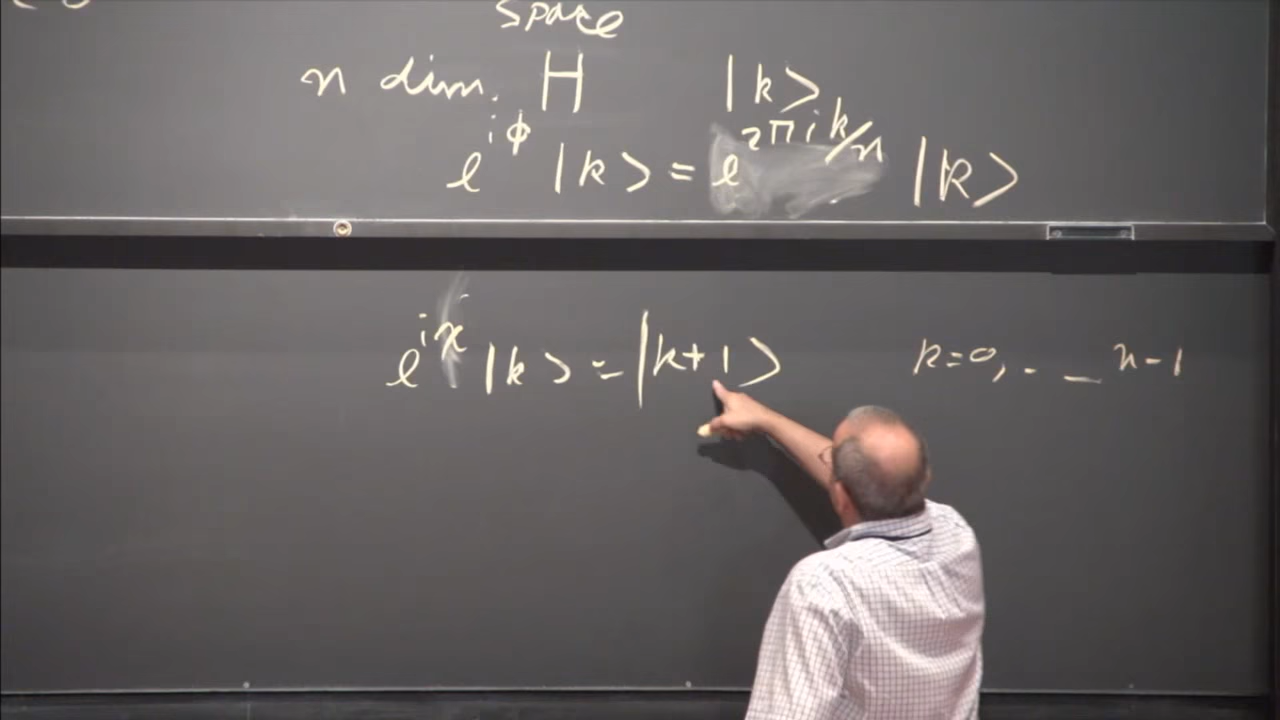 space
n dim. H |k>
e^{iϕ} |k> = e^{2πik/n} |k>
e^{ix} |k> = |k+1> k=0, . _ n-1